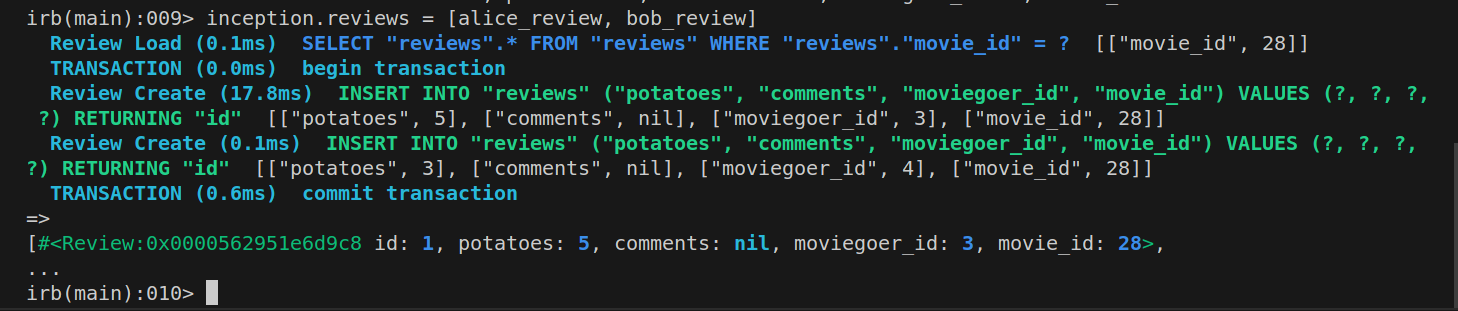 irb(main):009> inception.reviews = [alice_review, bob_review]
  Review Load (0.1ms)  SELECT "reviews".* FROM "reviews" WHERE "reviews"."movie_id" = ?  [["movie_id", 28]]
  TRANSACTION (0.0ms)  begin transaction
  Review Create (17.8ms)  INSERT INTO "reviews" ("potatoes", "comments", "moviegoer_id", "movie_id") VALUES (?, ?, ?,
 ?) RETURNING "id"  [["potatoes", 5], ["comments", nil], ["moviegoer_id", 3], ["movie_id", 28]]
  Review Create (0.1ms)  INSERT INTO "reviews" ("potatoes", "comments", "moviegoer_id", "movie_id") VALUES (?, ?, ?,
?) RETURNING "id"  [["potatoes", 3], ["comments", nil], ["moviegoer_id", 4], ["movie_id", 28]]
  TRANSACTION (0.6ms)  commit transaction
=>
[#<Review:0x0000562951e6d9c8 id: 1, potatoes: 5, comments: nil, moviegoer_id: 3, movie_id: 28>,
...
irb(main):010>